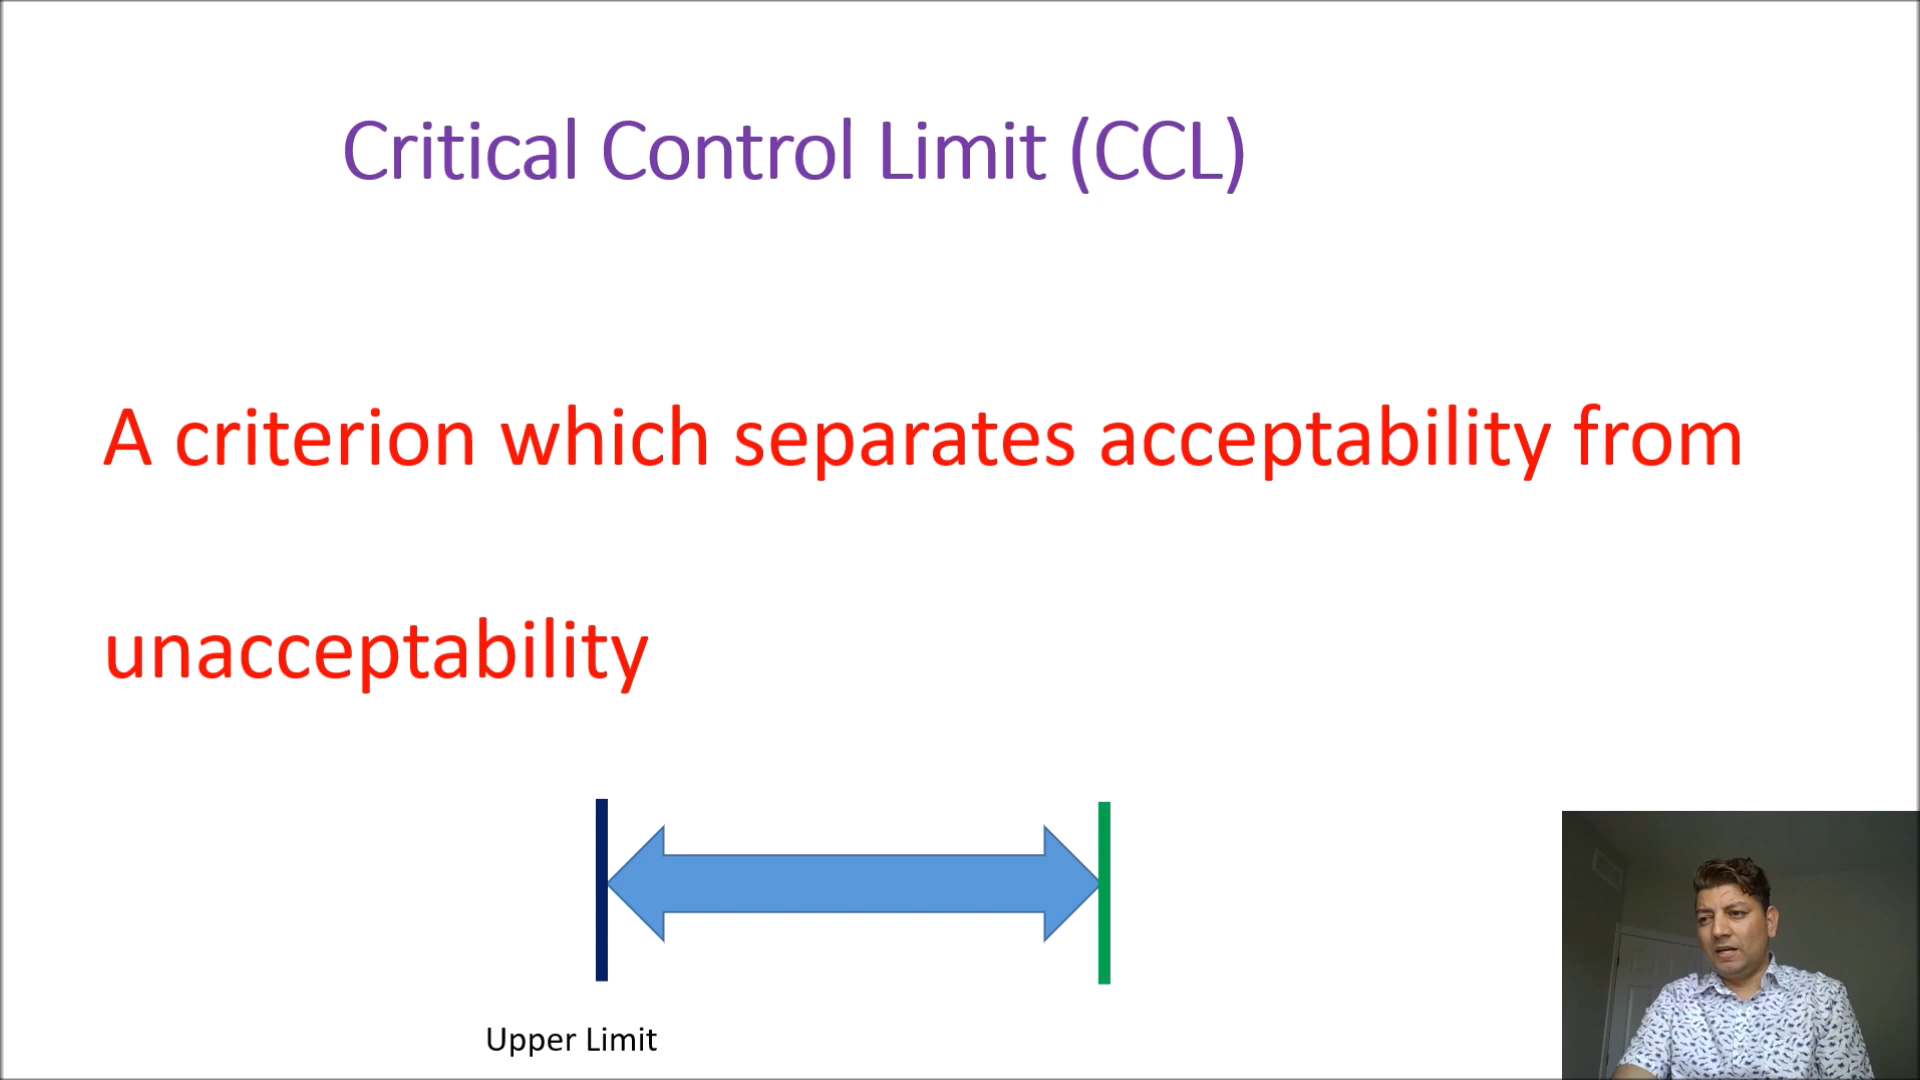 Critical Control Limit (CCL)
A criterion which separates acceptability from
unacceptability
Upper Limit